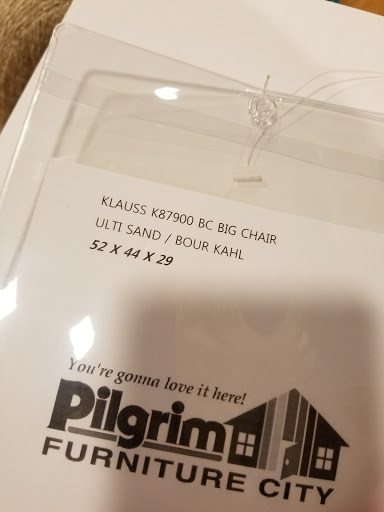 KLAUSS K87900 BC BIG CHAIR
ULTI SAND / BOUR KAHL
52 X 44 X 29
You're gonna love it here!
Pilgrim
FURNITURE CITY